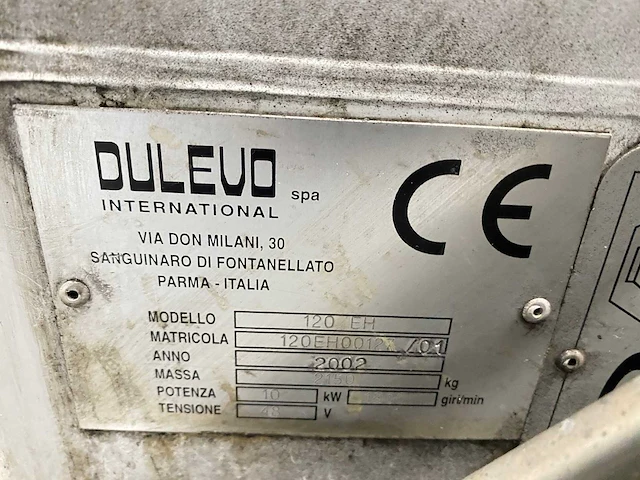 DULEVO spa
INTERNATIONAL
CE
VIA DON MILANI, 30
SANGUINARO DI FONTANELLATO
PARMA - ITALIA
MODELLO 120 EH
MATRICOLA /01
ANNO 2002
MASSA kg
POTENZA 10 kW giri/min
TENSIONE 48 V